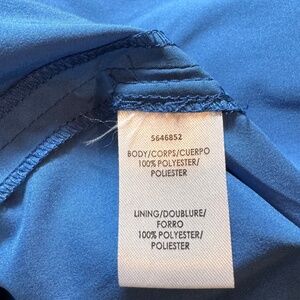 5646852
BODY/CORPS/CUERPO
100% POLYESTER/
POLIESTER
LINING/DOUBLURE/
FORRO
100% POLYESTER/
POLIESTER